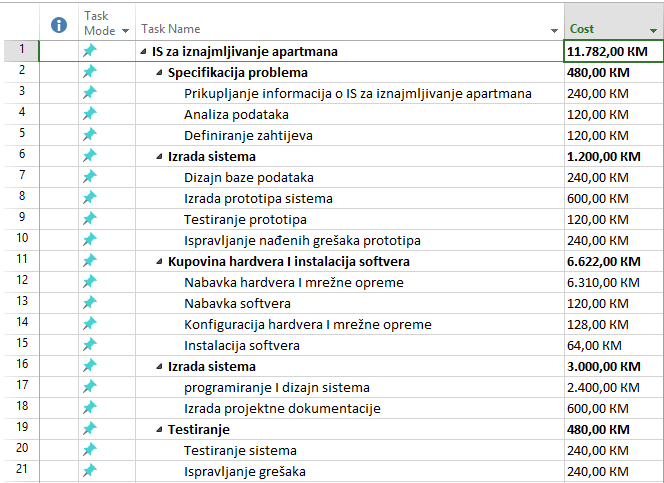 Task Mode Task Name Cost
1 IS za iznajmljivanje apartmana 11.782,00 KM
2 Specifikacija problema 480,00 KM
3 Prikupljanje informacija o IS za iznajmljivanje apartmana 240,00 KM
4 Analiza podataka 120,00 KM
5 Definiranje zahtijeva 120,00 KM
6 Izrada sistema 1.200,00 KM
7 Dizajn baze podataka 240,00 KM
8 Izrada prototipa sistema 600,00 KM
9 Testiranje prototipa 120,00 KM
10 Ispravljanje nađenih grešaka prototipa 240,00 KM
11 Kupovina hardvera I instalacija softvera 6.622,00 KM
12 Nabavka hardvera I mrežne opreme 6.310,00 KM
13 Nabavka softvera 120,00 KM
14 Konfiguracija hardvera I mrežne opreme 128,00 KM
15 Instalacija softvera 64,00 KM
16 Izrada sistema 3.000,00 KM
17 programiranje I dizajn sistema 2.400,00 KM
18 Izrada projektne dokumentacije 600,00 KM
19 Testiranje 480,00 KM
20 Testiranje sistema 240,00 KM
21 Ispravljanje grešaka 240,00 KM